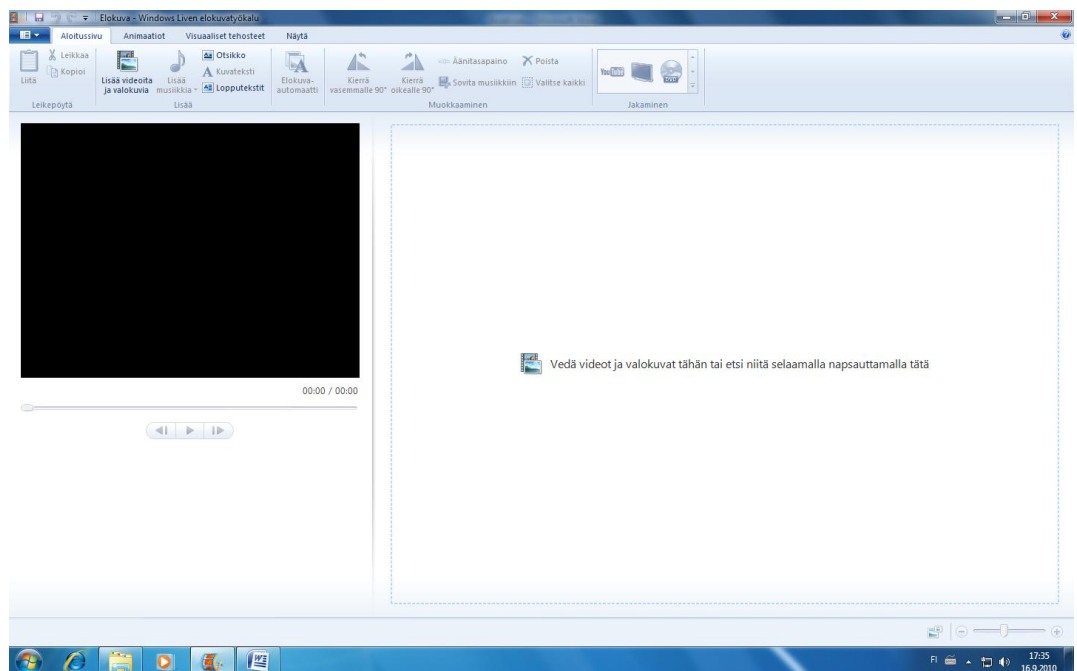 Elokuva - Windows Liven elokuvatyökalu
Aloitussivu Animaatiot Visuaaliset tehosteet Näytä
Liitä
Leikkaa
Kopioi
Leikepöytä
Lisää videoita
ja valokuvia
Lisää
musiikkia
Otsikko
Kuvateksti
Lopputekstit
Lisää
Elokuva-
automaatti
Kierrä
vasemmalle 90°
Kierrä
oikealle 90°
Äänitasapaino
Poista
Sovita musiikkiin
Valitse kaikki
Muokkaaminen
YouTube
DVD
Jakaminen
00:00 / 00:00
Vedä videot ja valokuvat tähän tai etsi niitä selaamalla napsauttamalla tätä
FI
17:35
16.9.2010